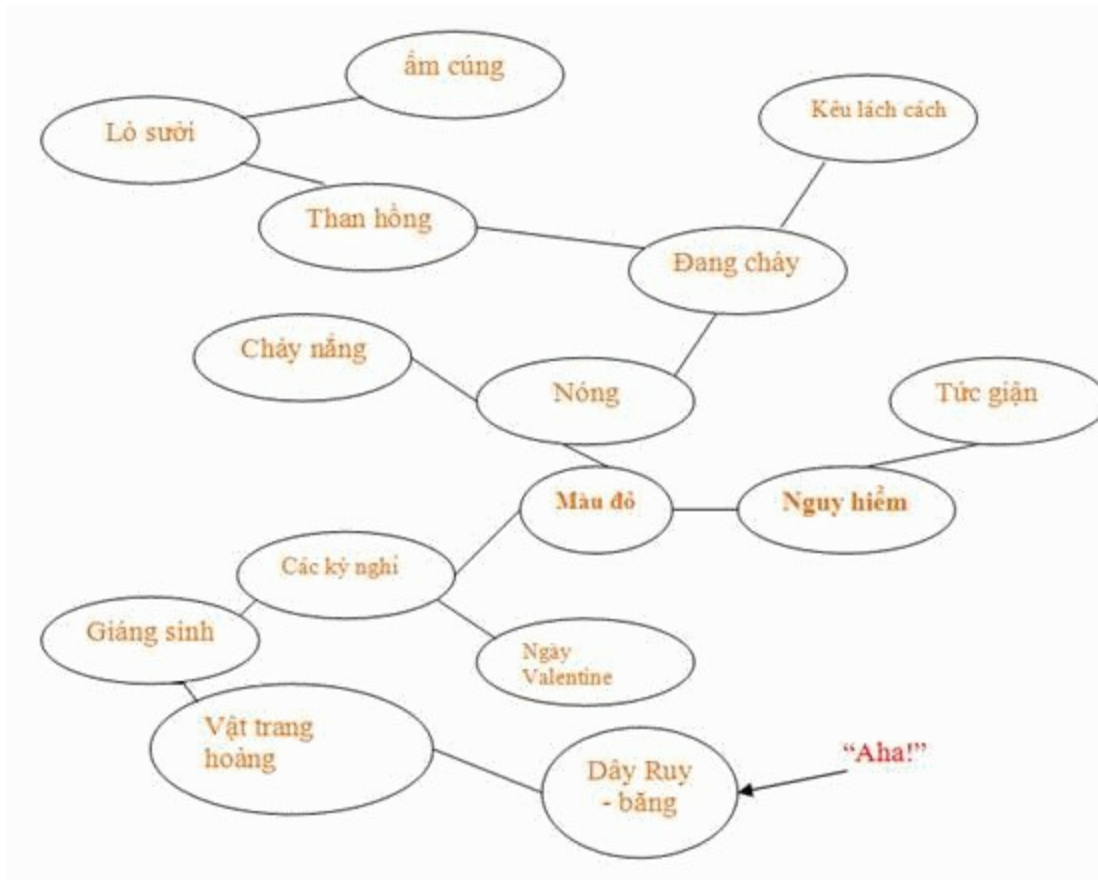 ấm cúng
Kêu lách cách
Lò sưởi
Than hồng
Đang cháy
Cháy nắng
Nóng
Tức giận
Màu đỏ
Nguy hiểm
Các kỳ nghỉ
Giáng sinh
Ngày
Valentine
Vật trang
hoàng
“Aha!”
Dây Ruy
- băng